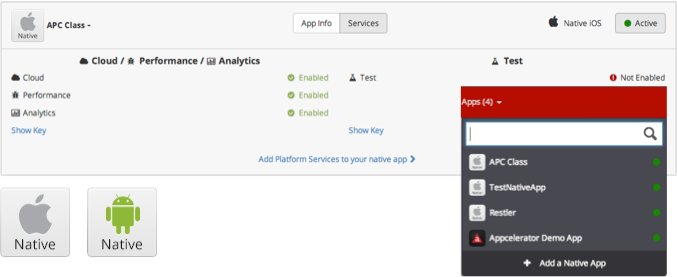 Native
APC Class -
App Info
Services
Native iOS
Active
Cloud / Performance / Analytics
Test
Cloud
Enabled
Test
Not Enabled
Performance
Enabled
Analytics
Enabled
Show Key
Show Key
Add Platform Services to your native app
Apps (4)
APC Class
TestNativeApp
Restler
Appcelerator Demo App
+ Add a Native App
Native
Native